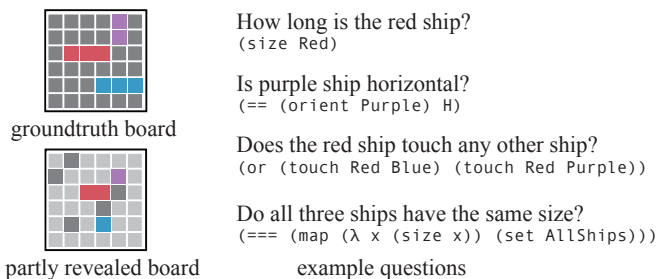 How long is the red ship?
(size Red)
Is purple ship horizontal?
(== (orient Purple) H)
groundtruth board
Does the red ship touch any other ship?
(or (touch Red Blue) (touch Red Purple))
Do all three ships have the same size?
(=== (map (λ x (size x)) (set AllShips)))
partly revealed board
example questions